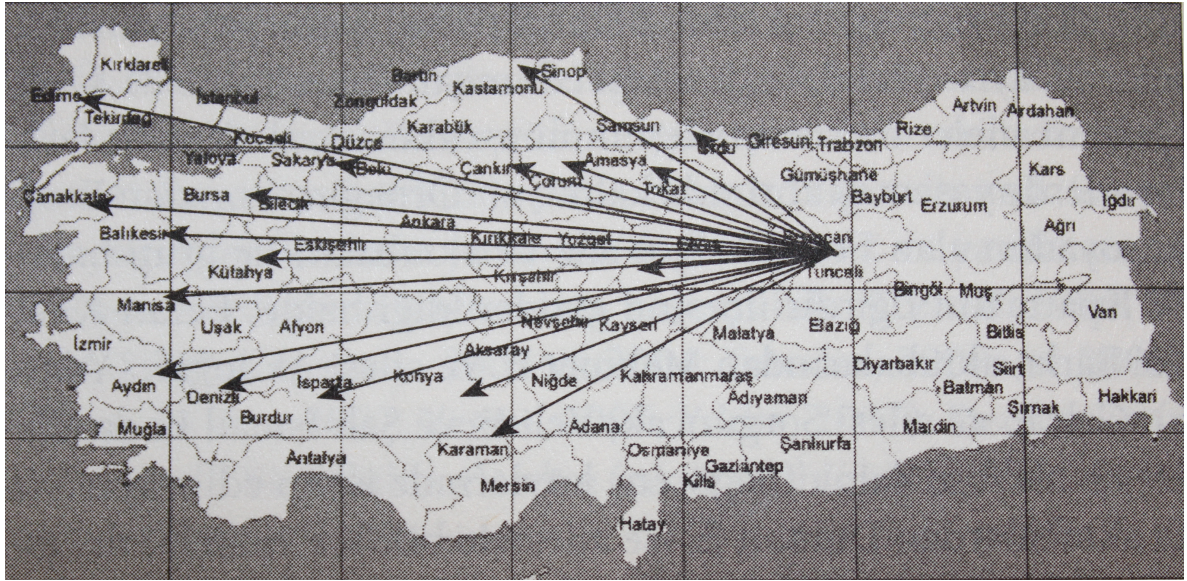 Kırklareli
Edirne
Tekirdağ
İstanbul
Kocaeli
Yalova
Sakarya
Düzce
Bolu
Zonguldak
Bartın
Karabük
Kastamonu
Sinop
Çankırı
Çorum
Samsun
Amasya
Tokat
Ordu
Giresun
Trabzon
Gümüşhane
Bayburt
Rize
Artvin
Ardahan
Kars
Iğdır
Ağrı
Erzurum
Çanakkale
Bursa
Bilecik
Balıkesir
Eskişehir
Ankara
Kırıkkale
Yozgat
Sivas
Tunceli
Kütahya
Kırşehir
Manisa
Uşak
Afyon
Nevşehir
Kayseri
Malatya
Elazığ
Bingöl
Muş
Van
Bitlis
İzmir
Aydın
Denizli
Isparta
Konya
Aksaray
Niğde
Kahramanmaraş
Adıyaman
Diyarbakır
Batman
Siirt
Şırnak
Hakkari
Muğla
Burdur
Antalya
Karaman
Mersin
Adana
Osmaniye
Gaziantep
Kilis
Şanlıurfa
Mardin
Hatay